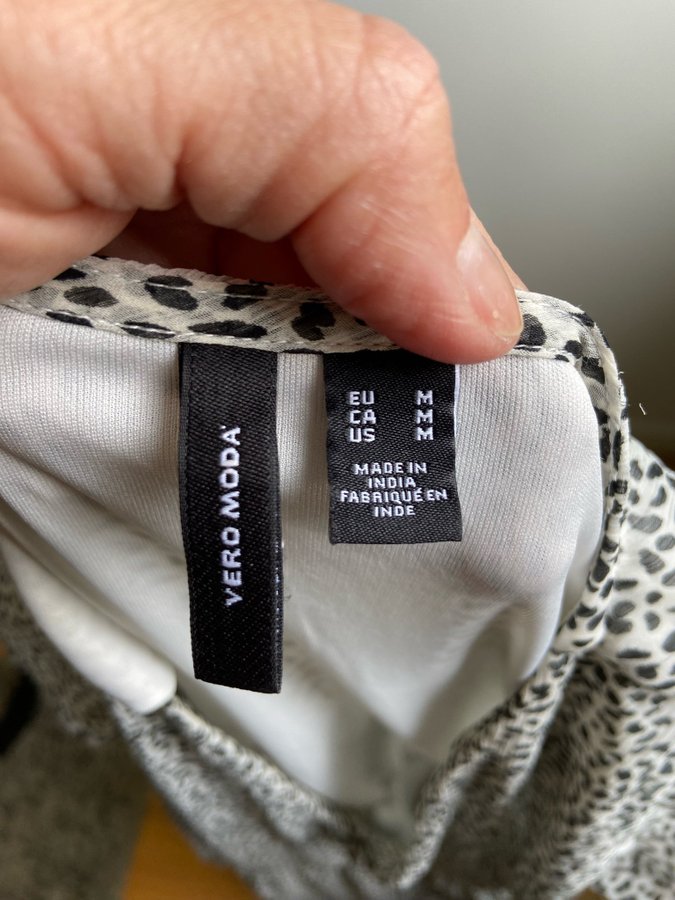 VERO MODA
EU M
CA M
US M
MADE IN
INDIA
FABRIQUÉ EN
INDE